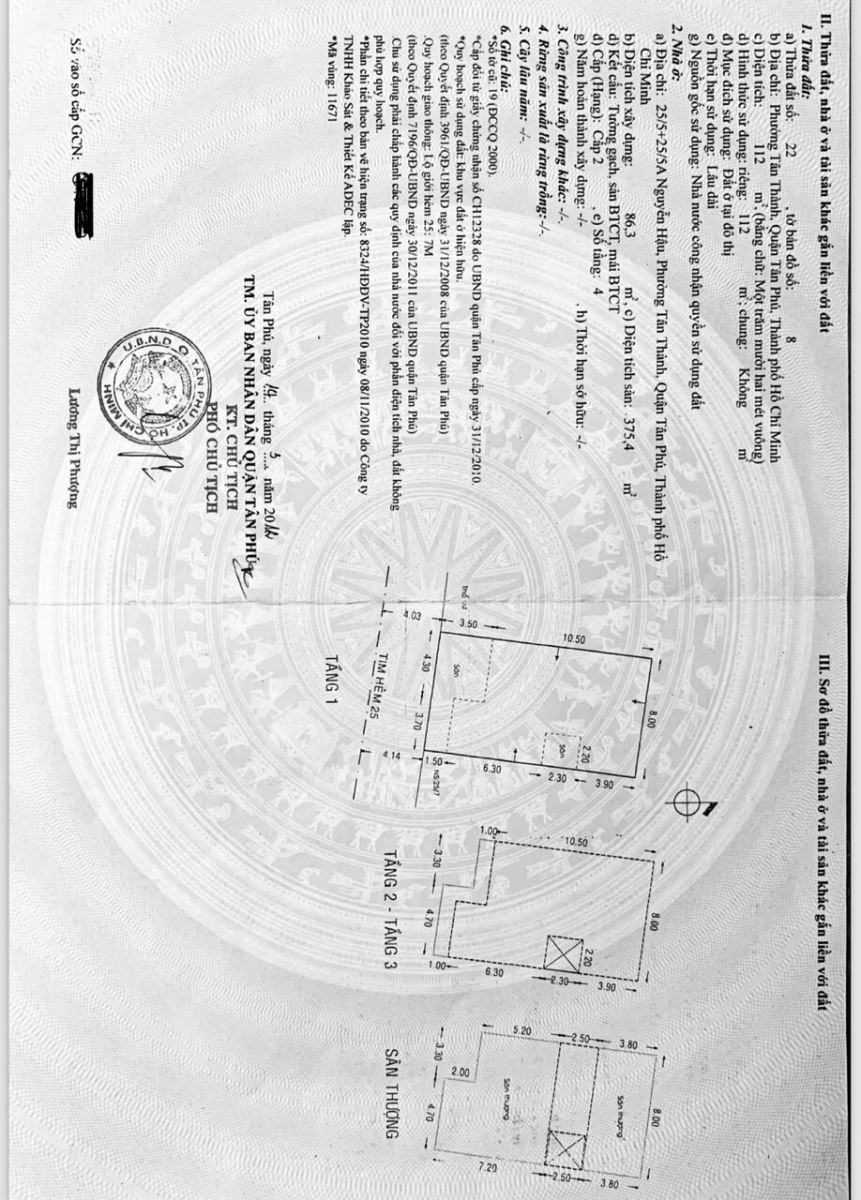 II. Thửa đất, nhà ở và tài sản khác gắn liền với đất
1. Thửa đất:
a) Thửa đất số: 22 , tờ bản đồ số: 8
b) Địa chỉ: Phường Tân Thành, Quận Tân Phú, Thành phố Hồ Chí Minh
c) Diện tích: 112 m², (bằng chữ: Một trăm mười hai mét vuông)
d) Hình thức sử dụng: riêng: 112 m²; chung: Không m²
đ) Mục đích sử dụng: Đất ở tại đô thị
e) Thời hạn sử dụng: Lâu dài
g) Nguồn gốc sử dụng: Nhà nước công nhận quyền sử dụng đất
2. Nhà ở:
a) Địa chỉ: 25/5+25/5A Nguyễn Hậu, Phường Tân Thành, Quận Tân Phú, Thành phố Hồ
Chí Minh
b) Diện tích xây dựng: 86.3 m², c) Diện tích sàn: 375,4 m²
d) Kết cấu: Tường gạch, sàn BTCT, mái BTCT
đ) Cấp (Hạng): Cấp 2 , e) Số tầng: 4
g) Năm hoàn thành xây dựng: -/- , h) Thời hạn sở hữu: -/-
3. Công trình xây dựng khác: -/-.
4. Rừng sản xuất là rừng trồng:-/-.
5. Cây lâu năm: -/-.
6. Ghi chú:
*Số tờ cũ: 19 (DCCQ 2000).
*Cấp đổi từ giấy chứng nhận số CH12328 do UBND quận Tân Phú cấp ngày 31/12/2010.
*Quy hoạch sử dụng đất: khu vực đất ở hiện hữu.
(theo Quyết định 3961/QĐ-UBND ngày 31/12/2008 của UBND quận Tân Phú)
.Quy hoạch giao thông: Lộ giới hẻm 25: 7M
(theo Quyết định 7196/QĐ-UBND ngày 30/12/2011 của UBND quận Tân Phú)
.Chủ sử dụng phải chấp hành các quy định của nhà nước đối với phần diện tích nhà, đất không
phù hợp quy hoạch.
*Phần chi tiết theo bản vẽ hiện trạng số: 8324/HĐDV-TP2010 ngày 08/11/2010 do Công ty
TNHH Khảo Sát & Thiết Kế ADEC lập.
*Mã vùng: 11671
Tân Phú, ngày tháng 5 năm 20
TM. ỦY BAN NHÂN DÂN QUẬN TÂN PHÚ
KT. CHỦ TỊCH
PHÓ CHỦ TỊCH
U.B.N.D Q. TÂN PHÚ TP. HỒ CHÍ MINH
Lương Thị Phượng
Số vào sổ cấp GCN:
III. Sơ đồ thửa đất, nhà ở và tài sản khác gắn liền với đất
8.00
10.50
3.90
2.20
Sân
2.30
6.30
Sân
3.50
Thổ cư
4.30
3.70
1.50
NS:25/7
4.03
4.14
TIM HẺM 25
TẦNG 1
8.00
10.50
3.90
2.20
2.30
6.30
1.00
3.30
4.70
1.00
TẦNG 2 - TẦNG 3
8.00
3.80
Sân thượng
3.80
2.50
2.50
5.20
Sân thượng
7.20
2.00
3.30
4.70
SÂN THƯỢNG